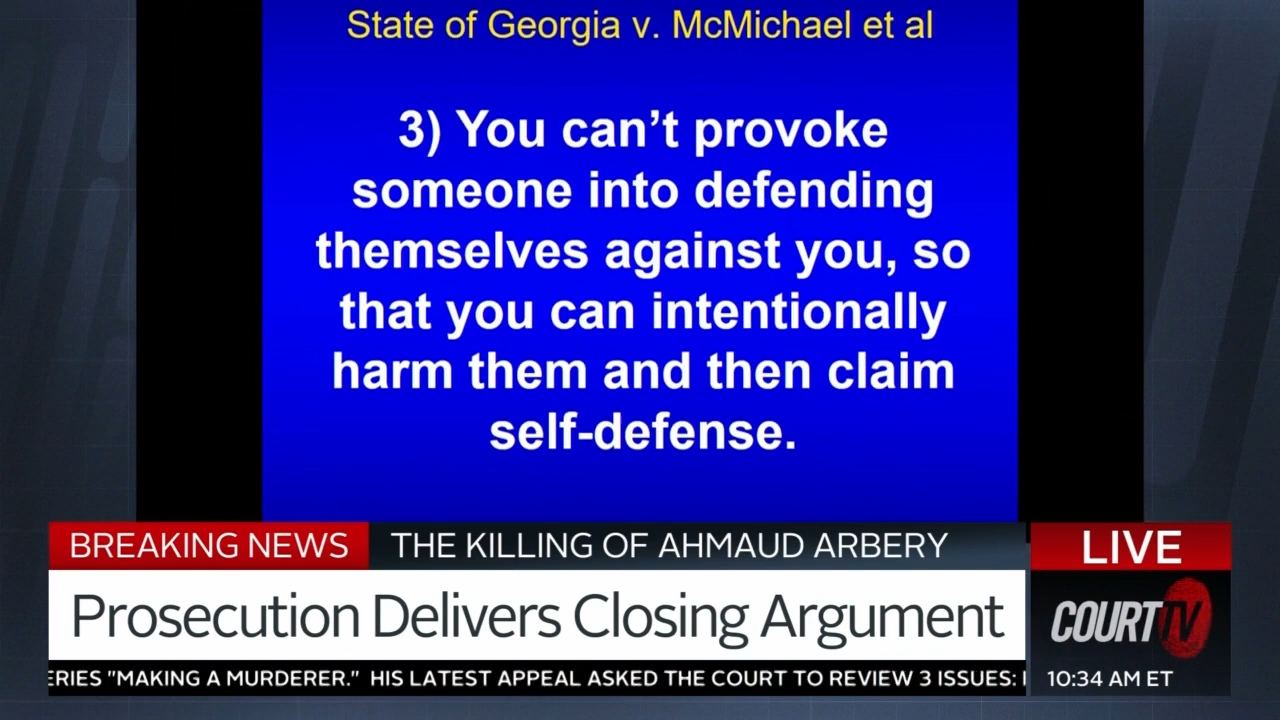 State of Georgia v. McMichael et al
3) You can’t provoke
someone into defending
themselves against you, so
that you can intentionally
harm them and then claim
self-defense.
BREAKING NEWS
THE KILLING OF AHMAUD ARBERY
LIVE
Prosecution Delivers Closing Argument
COURT TV
ERIES "MAKING A MURDERER." HIS LATEST APPEAL ASKED THE COURT TO REVIEW 3 ISSUES:
10:34 AM ET